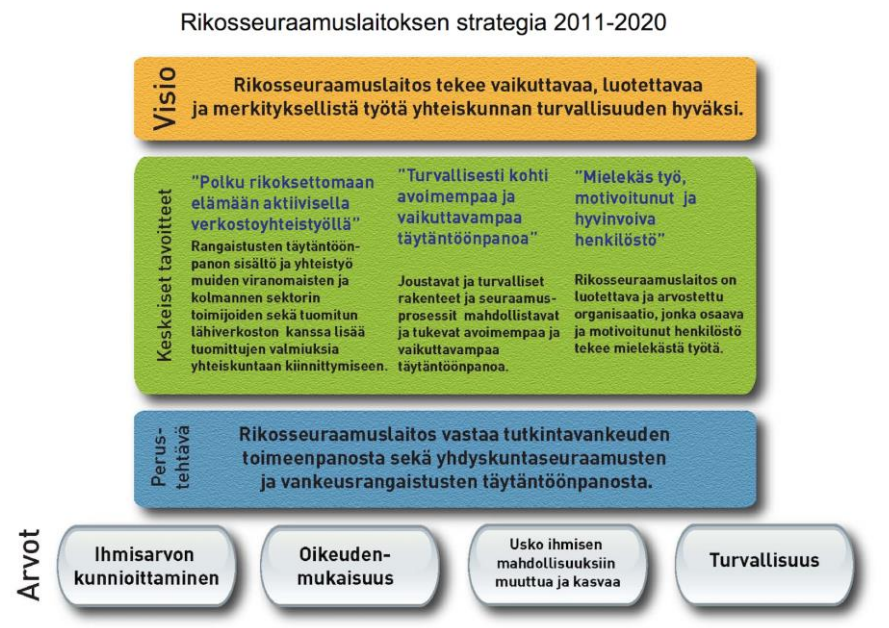 Rikosseuraamuslaitoksen strategia 2011-2020
Visio
Rikosseuraamuslaitos tekee vaikuttavaa, luotettavaa
ja merkityksellistä työtä yhteiskunnan turvallisuuden hyväksi.
Keskeiset tavoitteet
”Polku rikoksettomaan
elämään aktiivisella
verkostoyhteistyöllä”
Rangaistusten täytäntöön-
panon sisältö ja yhteistyö
muiden viranomaisten ja
kolmannen sektorin
toimijoiden sekä tuomitun
lähiverkoston kanssa lisää
tuomittujen valmiuksia
yhteiskuntaan kiinnittymiseen.
”Turvallisesti kohti
avoimempaa ja
vaikuttavampaa
täytäntöönpanoa”
Joustavat ja turvalliset
rakenteet ja seuraamus-
prosessit mahdollistavat
ja tukevat avoimempaa ja
vaikuttavampaa
täytäntöönpanoa.
”Mielekäs työ,
motivoitunut ja
hyvinvoiva
henkilöstö”
Rikosseuraamuslaitos on
luotettava ja arvostettu
organisaatio, jonka osaava
ja motivoitunut henkilöstö
tekee mielekästä työtä.
Perus-
tehtävä
Rikosseuraamuslaitos vastaa tutkintavankeuden
toimeenpanosta sekä yhdyskuntaseuraamusten
ja vankeusrangaistusten täytäntöönpanosta.
Arvot
Ihmisarvon
kunnioittaminen
Oikeuden-
mukaisuus
Usko ihmisen
mahdollisuuksiin
muuttua ja kasvaa
Turvallisuus